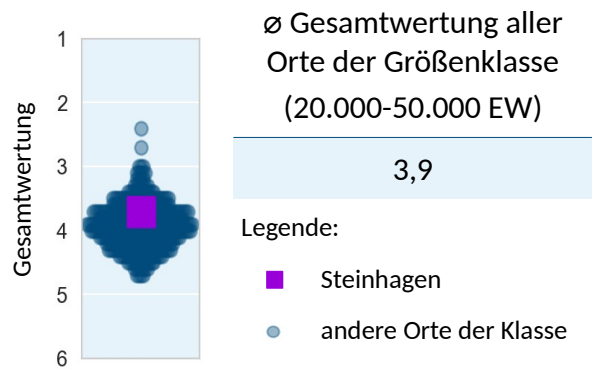 Gesamtwertung
1
2
3
4
5
6
⌀ Gesamtwertung aller
Orte der Größenklasse
(20.000-50.000 EW)
3,9
Legende:
Steinhagen
andere Orte der Klasse